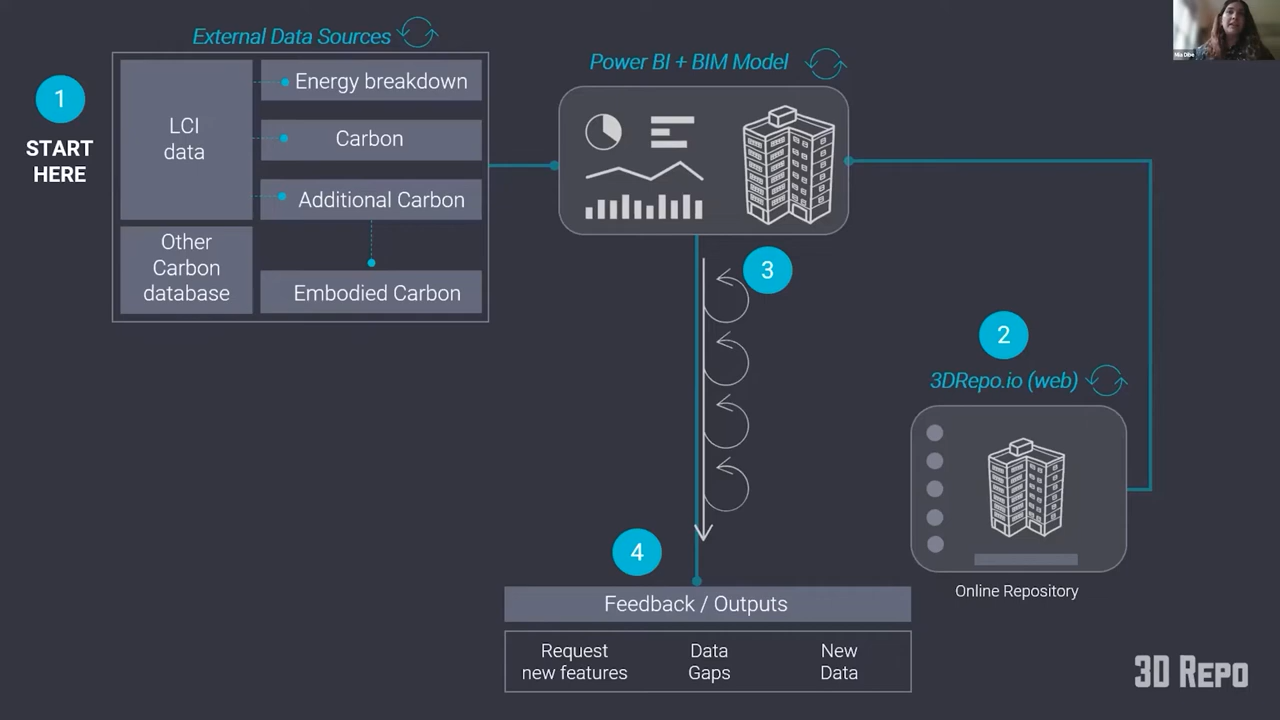 External Data Sources
1
START
HERE
LCI
data
Energy breakdown
Carbon
Additional Carbon
Other
Carbon
database
Embodied Carbon
Power BI + BIM Model
3
2
3DRepo.io (web)
Online Repository
4
Feedback / Outputs
Request
new features
Data
Gaps
New
Data
3D REPO